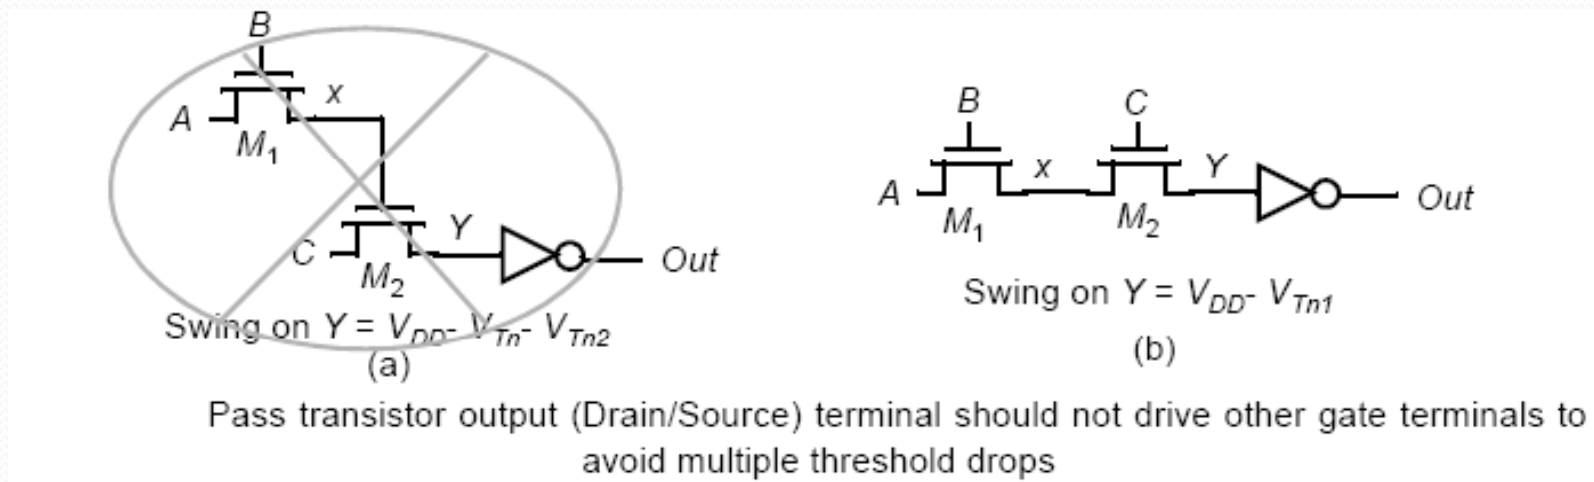 B
x
A
M1
Y
C
M2
Out
Swing on Y = VDD- VTn- VTn2
(a)
B
C
x
Y
A
M1
M2
Out
Swing on Y = VDD- VTn1
(b)
Pass transistor output (Drain/Source) terminal should not drive other gate terminals to
avoid multiple threshold drops